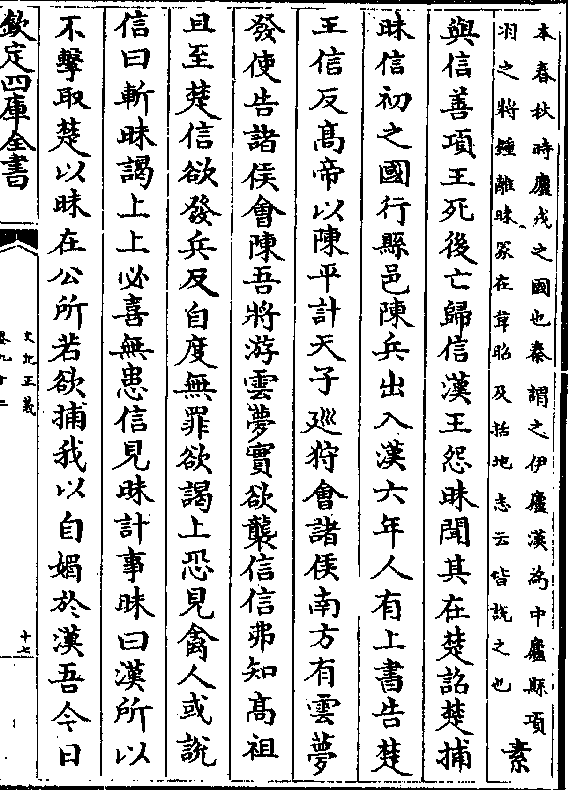 本春秋時廬戎之國也秦謂之伊廬漢為中廬縣項
羽之將鍾離昧冢在韋昭及括地志云皆說之也
素
與信善項王死後亡歸信漢王怨昧聞其在楚詔楚捕
昧信初之國行縣邑陳兵出入漢六年人有上書告楚
王信反高帝以陳平計天子廵狩會諸侯南方有雲夢
發使告諸侯會陳吾將游雲夢實欲襲信信弗知高祖
且至楚信欲發兵反自度無罪欲謁上恐見禽人或說
信曰斬昧謁上上必喜無患信見昧計事昧曰漢所以
不擊取楚以昧在公所若欲捕我以自媚於漢吾今日
欽定四庫全書
史記正義
卷九十二
十七